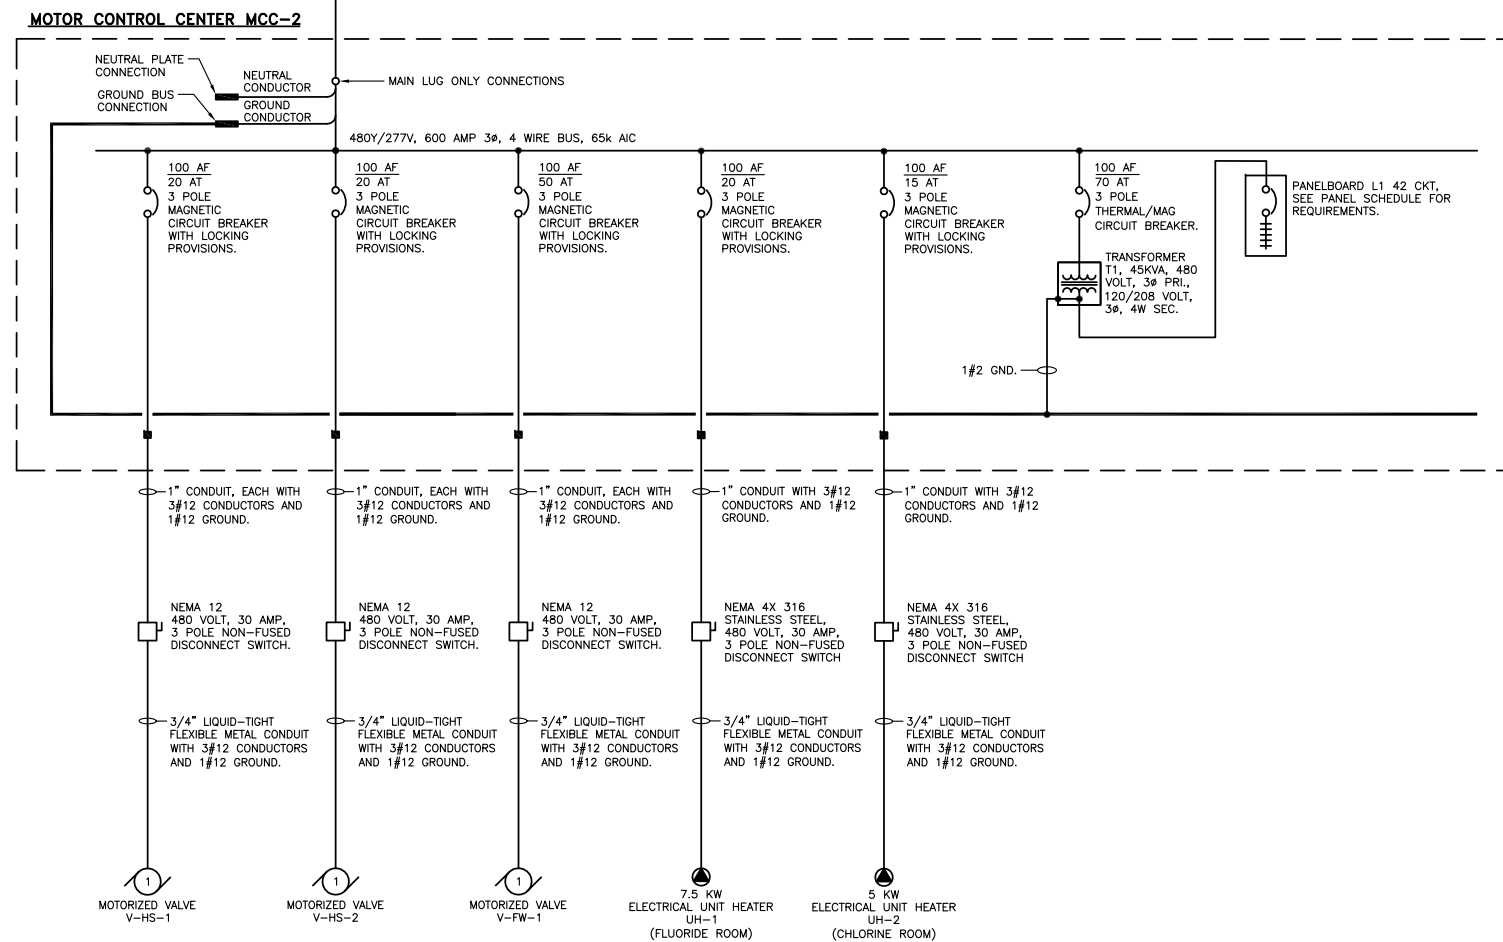 MOTOR CONTROL CENTER MCC-2
NEUTRAL PLATE
CONNECTION
NEUTRAL
CONDUCTOR
MAIN LUG ONLY CONNECTIONS
GROUND BUS
CONNECTION
GROUND
CONDUCTOR
480Y/277V, 600 AMP 3ø, 4 WIRE BUS, 65k AIC
100 AF
20 AT
3 POLE
MAGNETIC
CIRCUIT BREAKER
WITH LOCKING
PROVISIONS.
100 AF
20 AT
3 POLE
MAGNETIC
CIRCUIT BREAKER
WITH LOCKING
PROVISIONS.
100 AF
50 AT
3 POLE
MAGNETIC
CIRCUIT BREAKER
WITH LOCKING
PROVISIONS.
100 AF
20 AT
3 POLE
MAGNETIC
CIRCUIT BREAKER
WITH LOCKING
PROVISIONS.
100 AF
15 AT
3 POLE
MAGNETIC
CIRCUIT BREAKER
WITH LOCKING
PROVISIONS.
100 AF
70 AT
3 POLE
THERMAL/MAG
CIRCUIT BREAKER.
PANELBOARD L1 42 CKT,
SEE PANEL SCHEDULE FOR
REQUIREMENTS.
TRANSFORMER
T1, 45KVA, 480
VOLT, 3ø PRI.,
120/208 VOLT,
3ø, 4W SEC.
1#2 GND.
1" CONDUIT, EACH WITH
3#12 CONDUCTORS AND
1#12 GROUND.
1" CONDUIT, EACH WITH
3#12 CONDUCTORS AND
1#12 GROUND.
1" CONDUIT, EACH WITH
3#12 CONDUCTORS AND
1#12 GROUND.
1" CONDUIT WITH 3#12
CONDUCTORS AND 1#12
GROUND.
1" CONDUIT WITH 3#12
CONDUCTORS AND 1#12
GROUND.
NEMA 12
480 VOLT, 30 AMP,
3 POLE NON-FUSED
DISCONNECT SWITCH.
NEMA 12
480 VOLT, 30 AMP,
3 POLE NON-FUSED
DISCONNECT SWITCH.
NEMA 12
480 VOLT, 30 AMP,
3 POLE NON-FUSED
DISCONNECT SWITCH.
NEMA 4X 316
STAINLESS STEEL,
480 VOLT, 30 AMP,
3 POLE NON-FUSED
DISCONNECT SWITCH
NEMA 4X 316
STAINLESS STEEL,
480 VOLT, 30 AMP,
3 POLE NON-FUSED
DISCONNECT SWITCH
3/4" LIQUID-TIGHT
FLEXIBLE METAL CONDUIT
WITH 3#12 CONDUCTORS
AND 1#12 GROUND.
3/4" LIQUID-TIGHT
FLEXIBLE METAL CONDUIT
WITH 3#12 CONDUCTORS
AND 1#12 GROUND.
3/4" LIQUID-TIGHT
FLEXIBLE METAL CONDUIT
WITH 3#12 CONDUCTORS
AND 1#12 GROUND.
3/4" LIQUID-TIGHT
FLEXIBLE METAL CONDUIT
WITH 3#12 CONDUCTORS
AND 1#12 GROUND.
3/4" LIQUID-TIGHT
FLEXIBLE METAL CONDUIT
WITH 3#12 CONDUCTORS
AND 1#12 GROUND.
1
MOTORIZED VALVE
V-HS-1
1
MOTORIZED VALVE
V-HS-2
1
MOTORIZED VALVE
V-FW-1
7.5 KW
ELECTRICAL UNIT HEATER
UH-1
(FLUORIDE ROOM)
5 KW
ELECTRICAL UNIT HEATER
UH-2
(CHLORINE ROOM)